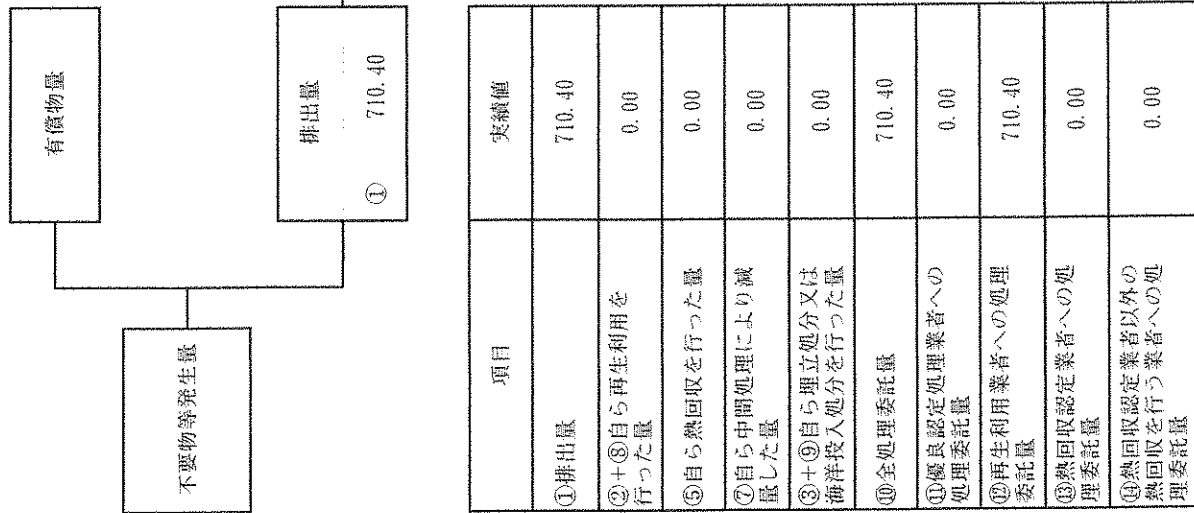 不要物等発生量
有償物量
排出量
① 710.40
項目 実績値
①排出量 710.40
②+⑧自ら再生利用を
行った量 0.00
⑤自ら熱回収を行った量 0.00
⑦自ら中間処理により減
量した量 0.00
③+⑨自ら埋立処分又は
海洋投入処分を行った量 0.00
⑩全処理委託量 710.40
⑪優良認定処理業者への
処理委託量 0.00
⑫再生利用業者への処理
委託量 710.40
⑬熱回収認定業者への処
理委託量 0.00
⑭熱回収認定業者以外の
熱回収を行う業者への処
理委託量 0.00